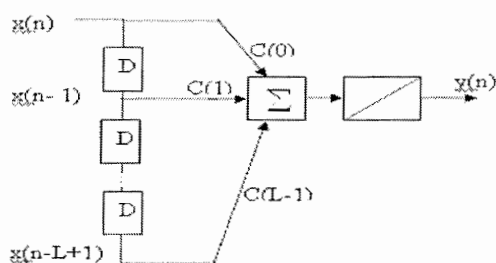 x(n)
C(0)
D
x(n-1)
C(1)
Σ
y(n)
D
D
C(L-1)
x(n-L+1)